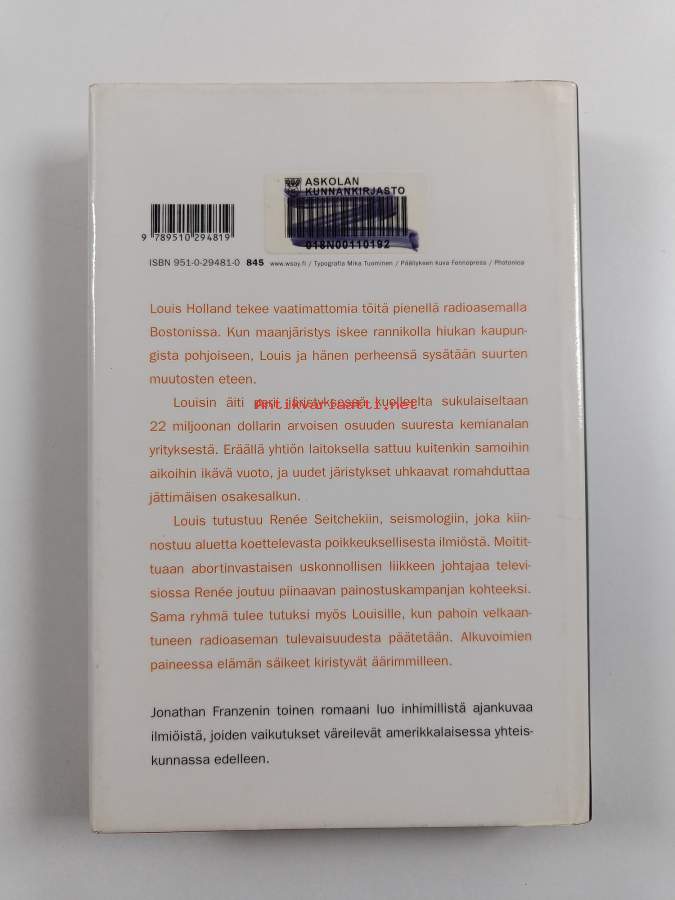 ASKOLAN
KUNNANKIRJASTO
018N00110192
9 789510 294819
ISBN 951-0-29481-0 845 www.wsoy.fi / Typografia Mika Tuominen / Päällyksen kuva Fennopress / Photonica
Louis Holland tekee vaatimattomia töitä pienellä radioasemalla
Bostonissa. Kun maanjäristys iskee rannikolla hiukan kaupun-
gista pohjoiseen, Louis ja hänen perheensä sysätään suurten
muutosten eteen.
Louisin äiti perii järistyksessä kuolleelta sukulaiseltaan
Antikvariaatti.net
22 miljoonan dollarin arvoisen osuuden suuresta kemianalan
yrityksestä. Eräällä yhtiön laitoksella sattuu kuitenkin samoihin
aikoihin ikävä vuoto, ja uudet järistykset uhkaavat romahduttaa
jättimäisen osakesalkun.
Louis tutustuu Renée Seitchekiin, seismologiin, joka kiin-
nostuu aluetta koettelevasta poikkeuksellisesta ilmiöstä. Moitit-
tuaan abortinvastaisen uskonnollisen liikkeen johtajaa televi-
siossa Renée joutuu piinaavan painostuskampanjan kohteeksi.
Sama ryhmä tulee tutuksi myös Louisille, kun pahoin velkaan-
tuneen radioaseman tulevaisuudesta päätetään. Alkuvoimien
paineessa elämän säikeet kiristyvät äärimmilleen.
Jonathan Franzenin toinen romaani luo inhimillistä ajankuvaa
ilmiöistä, joiden vaikutukset väreilevät amerikkalaisessa yhteis-
kunnassa edelleen.